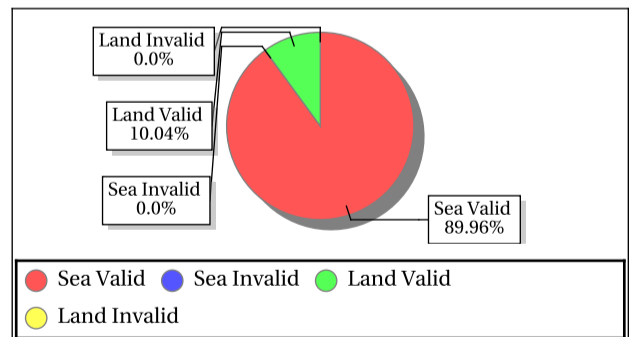 Land Invalid
0.0%
Land Valid
10.04%
Sea Invalid
0.0%
Sea Valid
89.96%
Sea Valid Sea Invalid Land Valid
Land Invalid